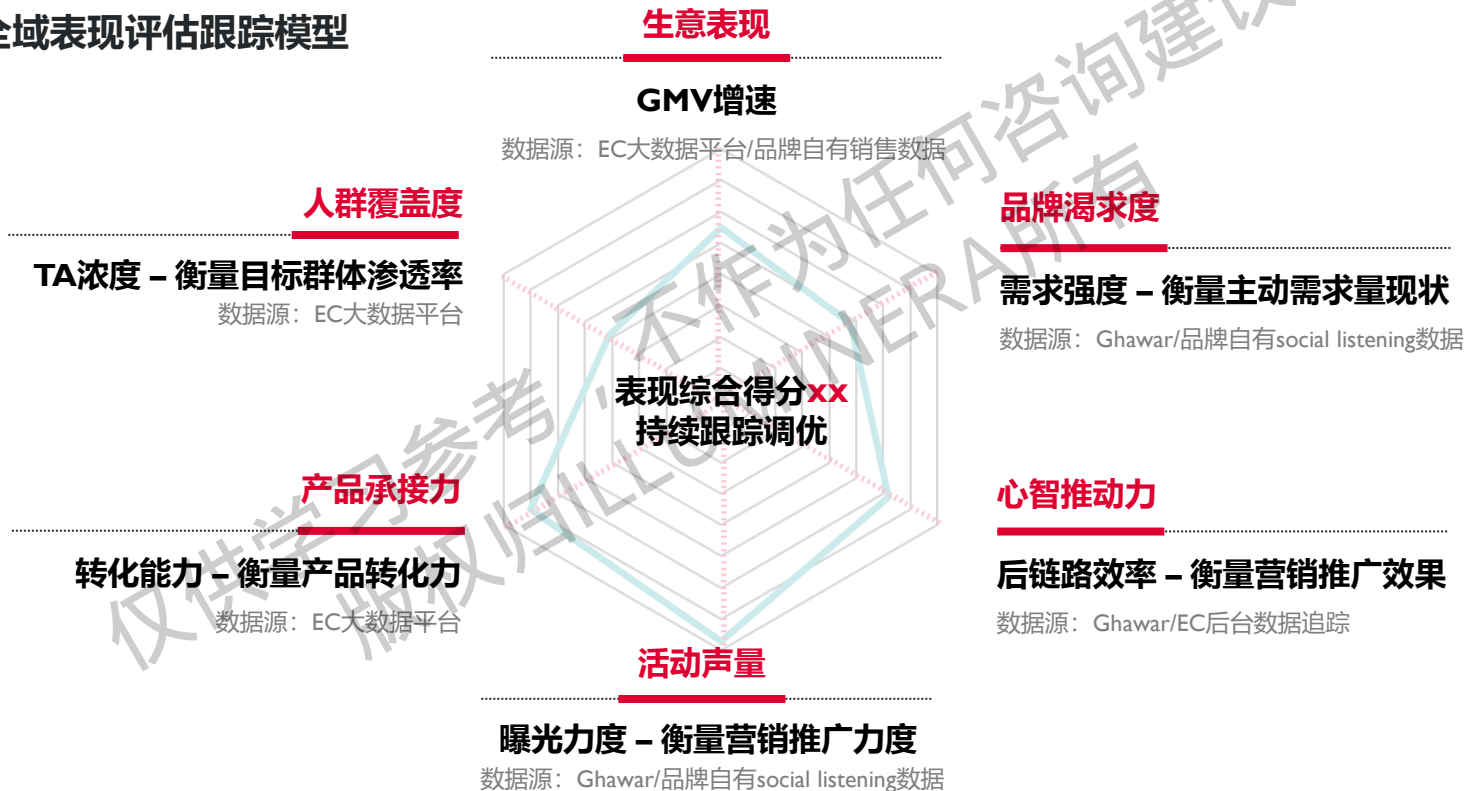 全域表现评估跟踪模型
生意表现
GMV增速
数据源：EC大数据平台/品牌自有销售数据
人群覆盖度
TA浓度 – 衡量目标群体渗透率
数据源：EC大数据平台
品牌渴求度
需求强度 – 衡量主动需求量现状
数据源：Ghawar/品牌自有social listening数据
表现综合得分xx
持续跟踪调优
产品承接力
转化能力 – 衡量产品转化力
数据源：EC大数据平台
心智推动力
后链路效率 – 衡量营销推广效果
数据源：Ghawar/EC后台数据追踪
活动声量
曝光力度 – 衡量营销推广力度
数据源：Ghawar/品牌自有social listening数据
仅供学习参考，不作为任何咨询建议
版权归ILLUMINERA所有